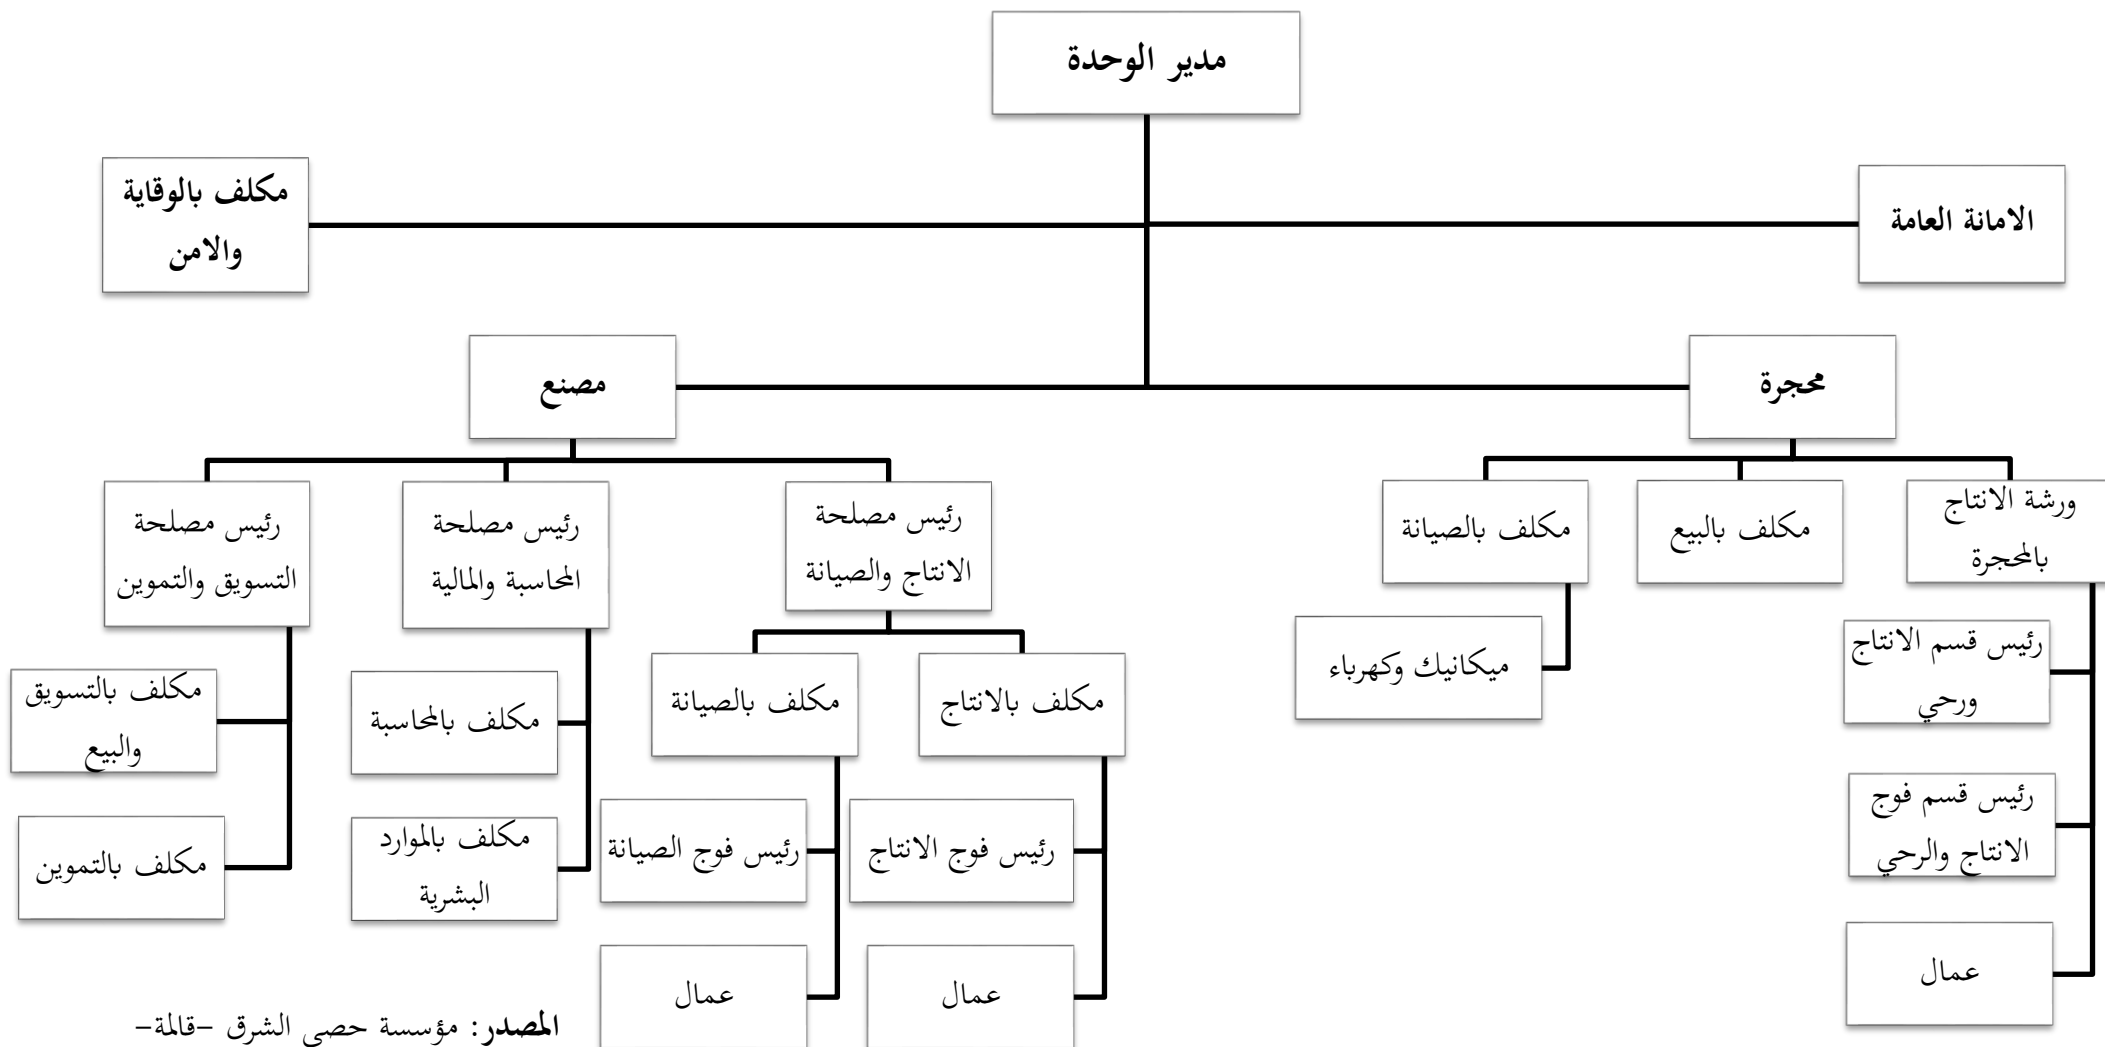 مدير الوحدة
الامانة العامة
مكلف بالوقاية
والامن
محجرة
مصنع
ورشة الانتاج
بالمحجرة
مكلف بالبيع
مكلف بالصيانة
رئيس مصلحة
الانتاج والصيانة
رئيس مصلحة
المحاسبة والمالية
رئيس مصلحة
التسويق والتموين
رئيس قسم الانتاج
ورحي
ميكانيك وكهرباء
مكلف بالانتاج
مكلف بالصيانة
مكلف بالمحاسبة
مكلف بالتسويق
والبيع
رئيس قسم فوج
الانتاج والرحي
رئيس فوج الانتاج
رئيس فوج الصيانة
مكلف بالموارد
البشرية
مكلف بالتموين
عمال
عمال
عمال
المصدر: مؤسسة حصى الشرق -قالمة-